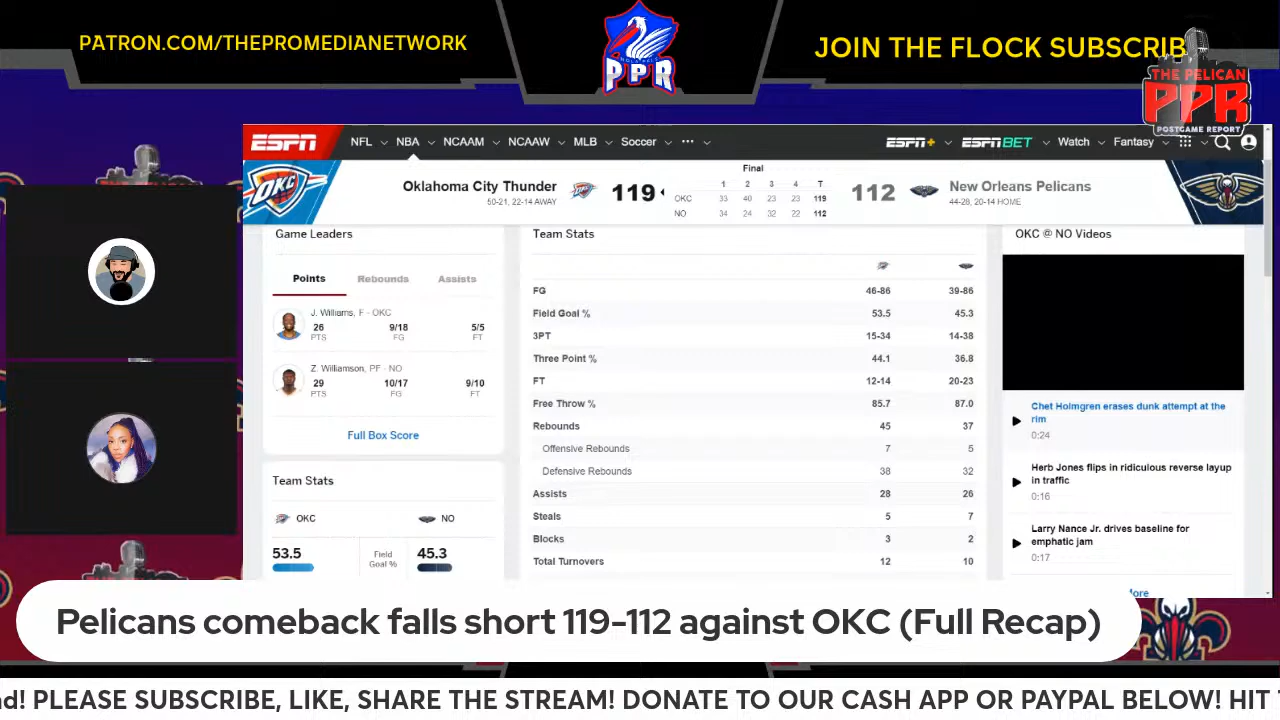 PATRON.COM/THEPROMEDIANETWORK
PPR
JOIN THE FLOCK SUBSCRIB
THE PELICAN
PPR
POSTGAME REPORT
ESPN
NFL NBA NCAAM NCAAW MLB Soccer
ESPN+ ESPN BET Watch Fantasy
OKC
Oklahoma City Thunder
50-21, 22-14 AWAY
119
Final
1 2 3 4 T
OKC 33 40 23 23 119
NO 34 24 32 22 112
112
New Orleans Pelicans
44-28, 20-14 HOME
Game Leaders
Points Rebounds Assists
J. Williams, F - OKC
26 9/18 5/5
PTS FG FT
Z. Williamson, PF - NO
29 10/17 9/10
PTS FG FT
Full Box Score
Team Stats
OKC NO
53.5 Field Goal % 45.3
Team Stats
FG 46-86 39-86
Field Goal % 53.5 45.3
3PT 15-34 14-38
Three Point % 44.1 36.8
FT 12-14 20-23
Free Throw % 85.7 87.0
Rebounds 45 37
Offensive Rebounds 7 5
Defensive Rebounds 38 32
Assists 28 26
Steals 5 7
Blocks 3 2
Total Turnovers 12 10
OKC @ NO Videos
Chet Holmgren erases dunk attempt at the
rim
0:24
Herb Jones flips in ridiculous reverse layup
in traffic
0:16
Larry Nance Jr. drives baseline for
emphatic jam
0:17
Pelicans comeback falls short 119-112 against OKC (Full Recap)
PLEASE SUBSCRIBE, LIKE, SHARE THE STREAM! DONATE TO OUR CASH APP OR PAYPAL BELOW! HIT